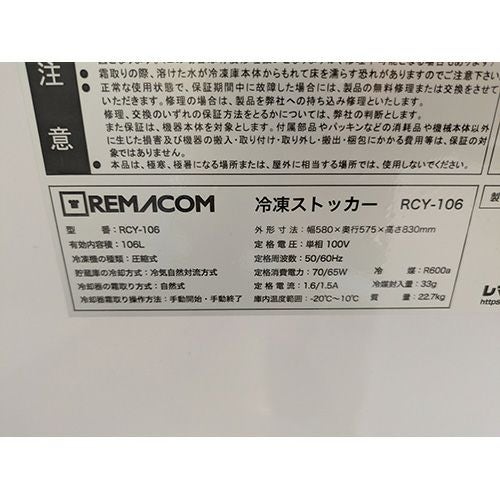 注意
● 霜取りの際、溶けた水が冷凍庫本体からもれて床を濡らす恐れがありますのでご注意下さい
● 正常な使用状態で、保証期間中に故障した場合には、製品の無料修理または交換をさせて
いただきます。修理の場合は、製品を弊社への持ち込み修理といたします。
修理、交換のいずれの保証方法をとるかについては、弊社の判断とします。
また保証は、機器本体を対象とします。付属部品やパッキンなどの消耗品や機械本体以外
に生じた損害及び機器の搬入・取り付け・取り外し・搬出・梱包にかかる費用は、保証の対
象ではありません。
● 本品は、極寒、極暑になる場所または、屋外に相当する場所では、使用しないでください。
REMACOM 冷凍ストッカー RCY-106
型番：RCY-106
有効内容積：106L
冷凍機の種類：圧縮式
貯蔵庫の冷却方式：冷気自然対流方式
冷却器の霜取り方式：自然式
冷却器霜取り操作方法：手動開始・手動終了
外形寸法：幅580×奥行575×高さ830mm
定格電圧：単相100V
定格周波数：50/60Hz
定格消費電力：70/65W
定格電流：1.6/1.5A
庫内温度範囲：-20℃〜10℃
冷媒：R600a
冷媒封入量：33g
質量：22.7kg
製
レマ
https